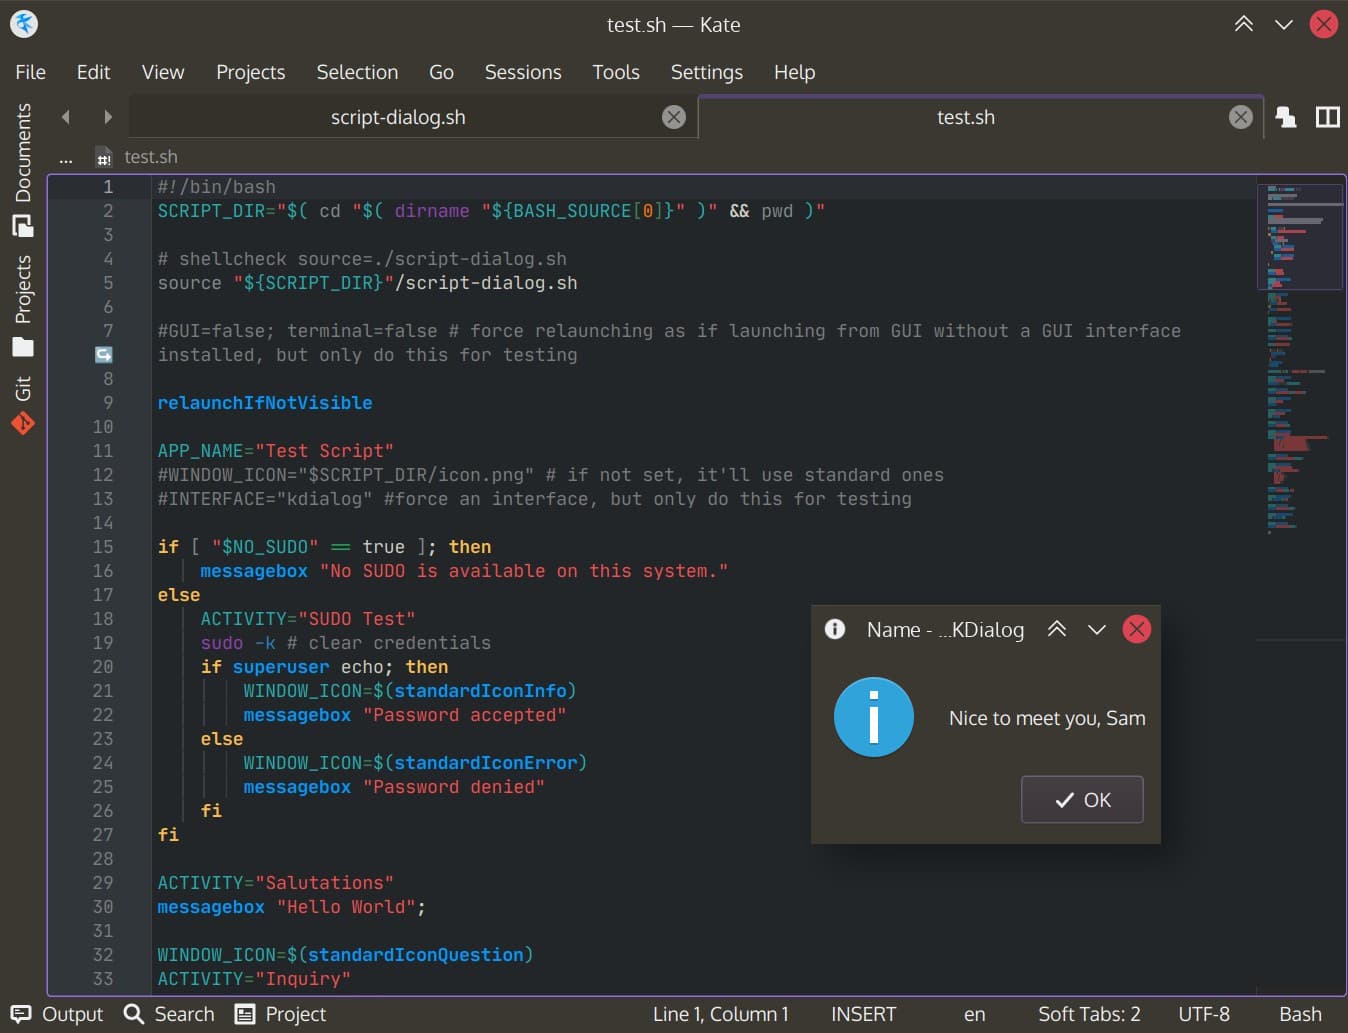 test.sh — Kate
File Edit View Projects Selection Go Sessions Tools Settings Help
Documents
Projects
Git
script-dialog.sh test.sh
... test.sh
1 #!/bin/bash
2 SCRIPT_DIR="$( cd "$( dirname "${BASH_SOURCE[0]}" )" && pwd )"
3
4 # shellcheck source=./script-dialog.sh
5 source "${SCRIPT_DIR}"/script-dialog.sh
6
7 #GUI=false; terminal=false # force relaunching as if launching from GUI without a GUI interface
installed, but only do this for testing
8
9 relaunchIfNotVisible
10
11 APP_NAME="Test Script"
12 #WINDOW_ICON="$SCRIPT_DIR/icon.png" # if not set, it'll use standard ones
13 #INTERFACE="kdialog" #force an interface, but only do this for testing
14
15 if [ "$NO_SUDO" == true ]; then
16 messagebox "No SUDO is available on this system."
17 else
18 ACTIVITY="SUDO Test"
19 sudo -k # clear credentials
20 if superuser echo; then
21 WINDOW_ICON=$(standardIconInfo)
22 messagebox "Password accepted"
23 else
24 WINDOW_ICON=$(standardIconError)
25 messagebox "Password denied"
26 fi
27 fi
28
29 ACTIVITY="Salutations"
30 messagebox "Hello World";
31
32 WINDOW_ICON=$(standardIconQuestion)
33 ACTIVITY="Inquiry"
Name - ...KDialog
Nice to meet you, Sam
OK
Output Search Project Line 1, Column 1 INSERT en Soft Tabs: 2 UTF-8 Bash